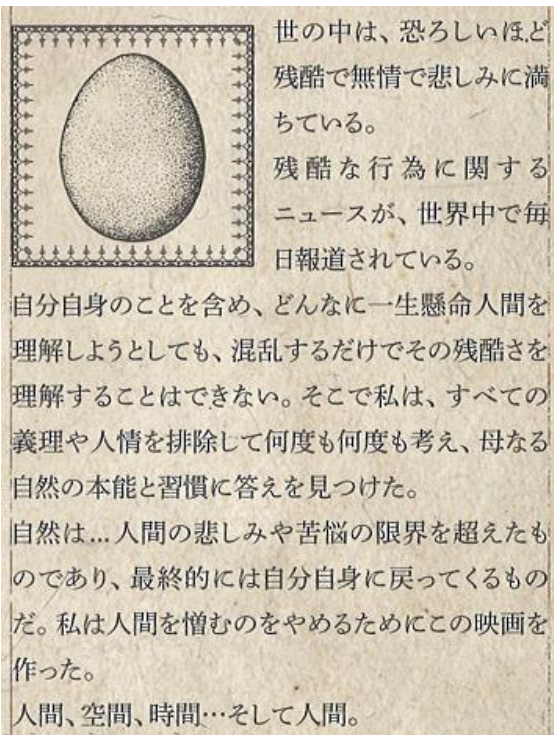 世の中は、恐ろしいほど
残酷で無情で悲しみに満
ちている。
残酷な行為に関する
ニュースが、世界中で毎
日報道されている。
自分自身のことを含め、どんなに一生懸命人間を
理解しようとしても、混乱するだけでその残酷さを
理解することはできない。そこで私は、すべての
義理や人情を排除して何度も何度も考え、母なる
自然の本能と習慣に答えを見つけた。
自然は…人間の悲しみや苦悩の限界を超えたも
のであり、最終的には自分自身に戻ってくるもの
だ。私は人間を憎むのをやめるためにこの映画を
作った。
人間、空間、時間…そして人間。